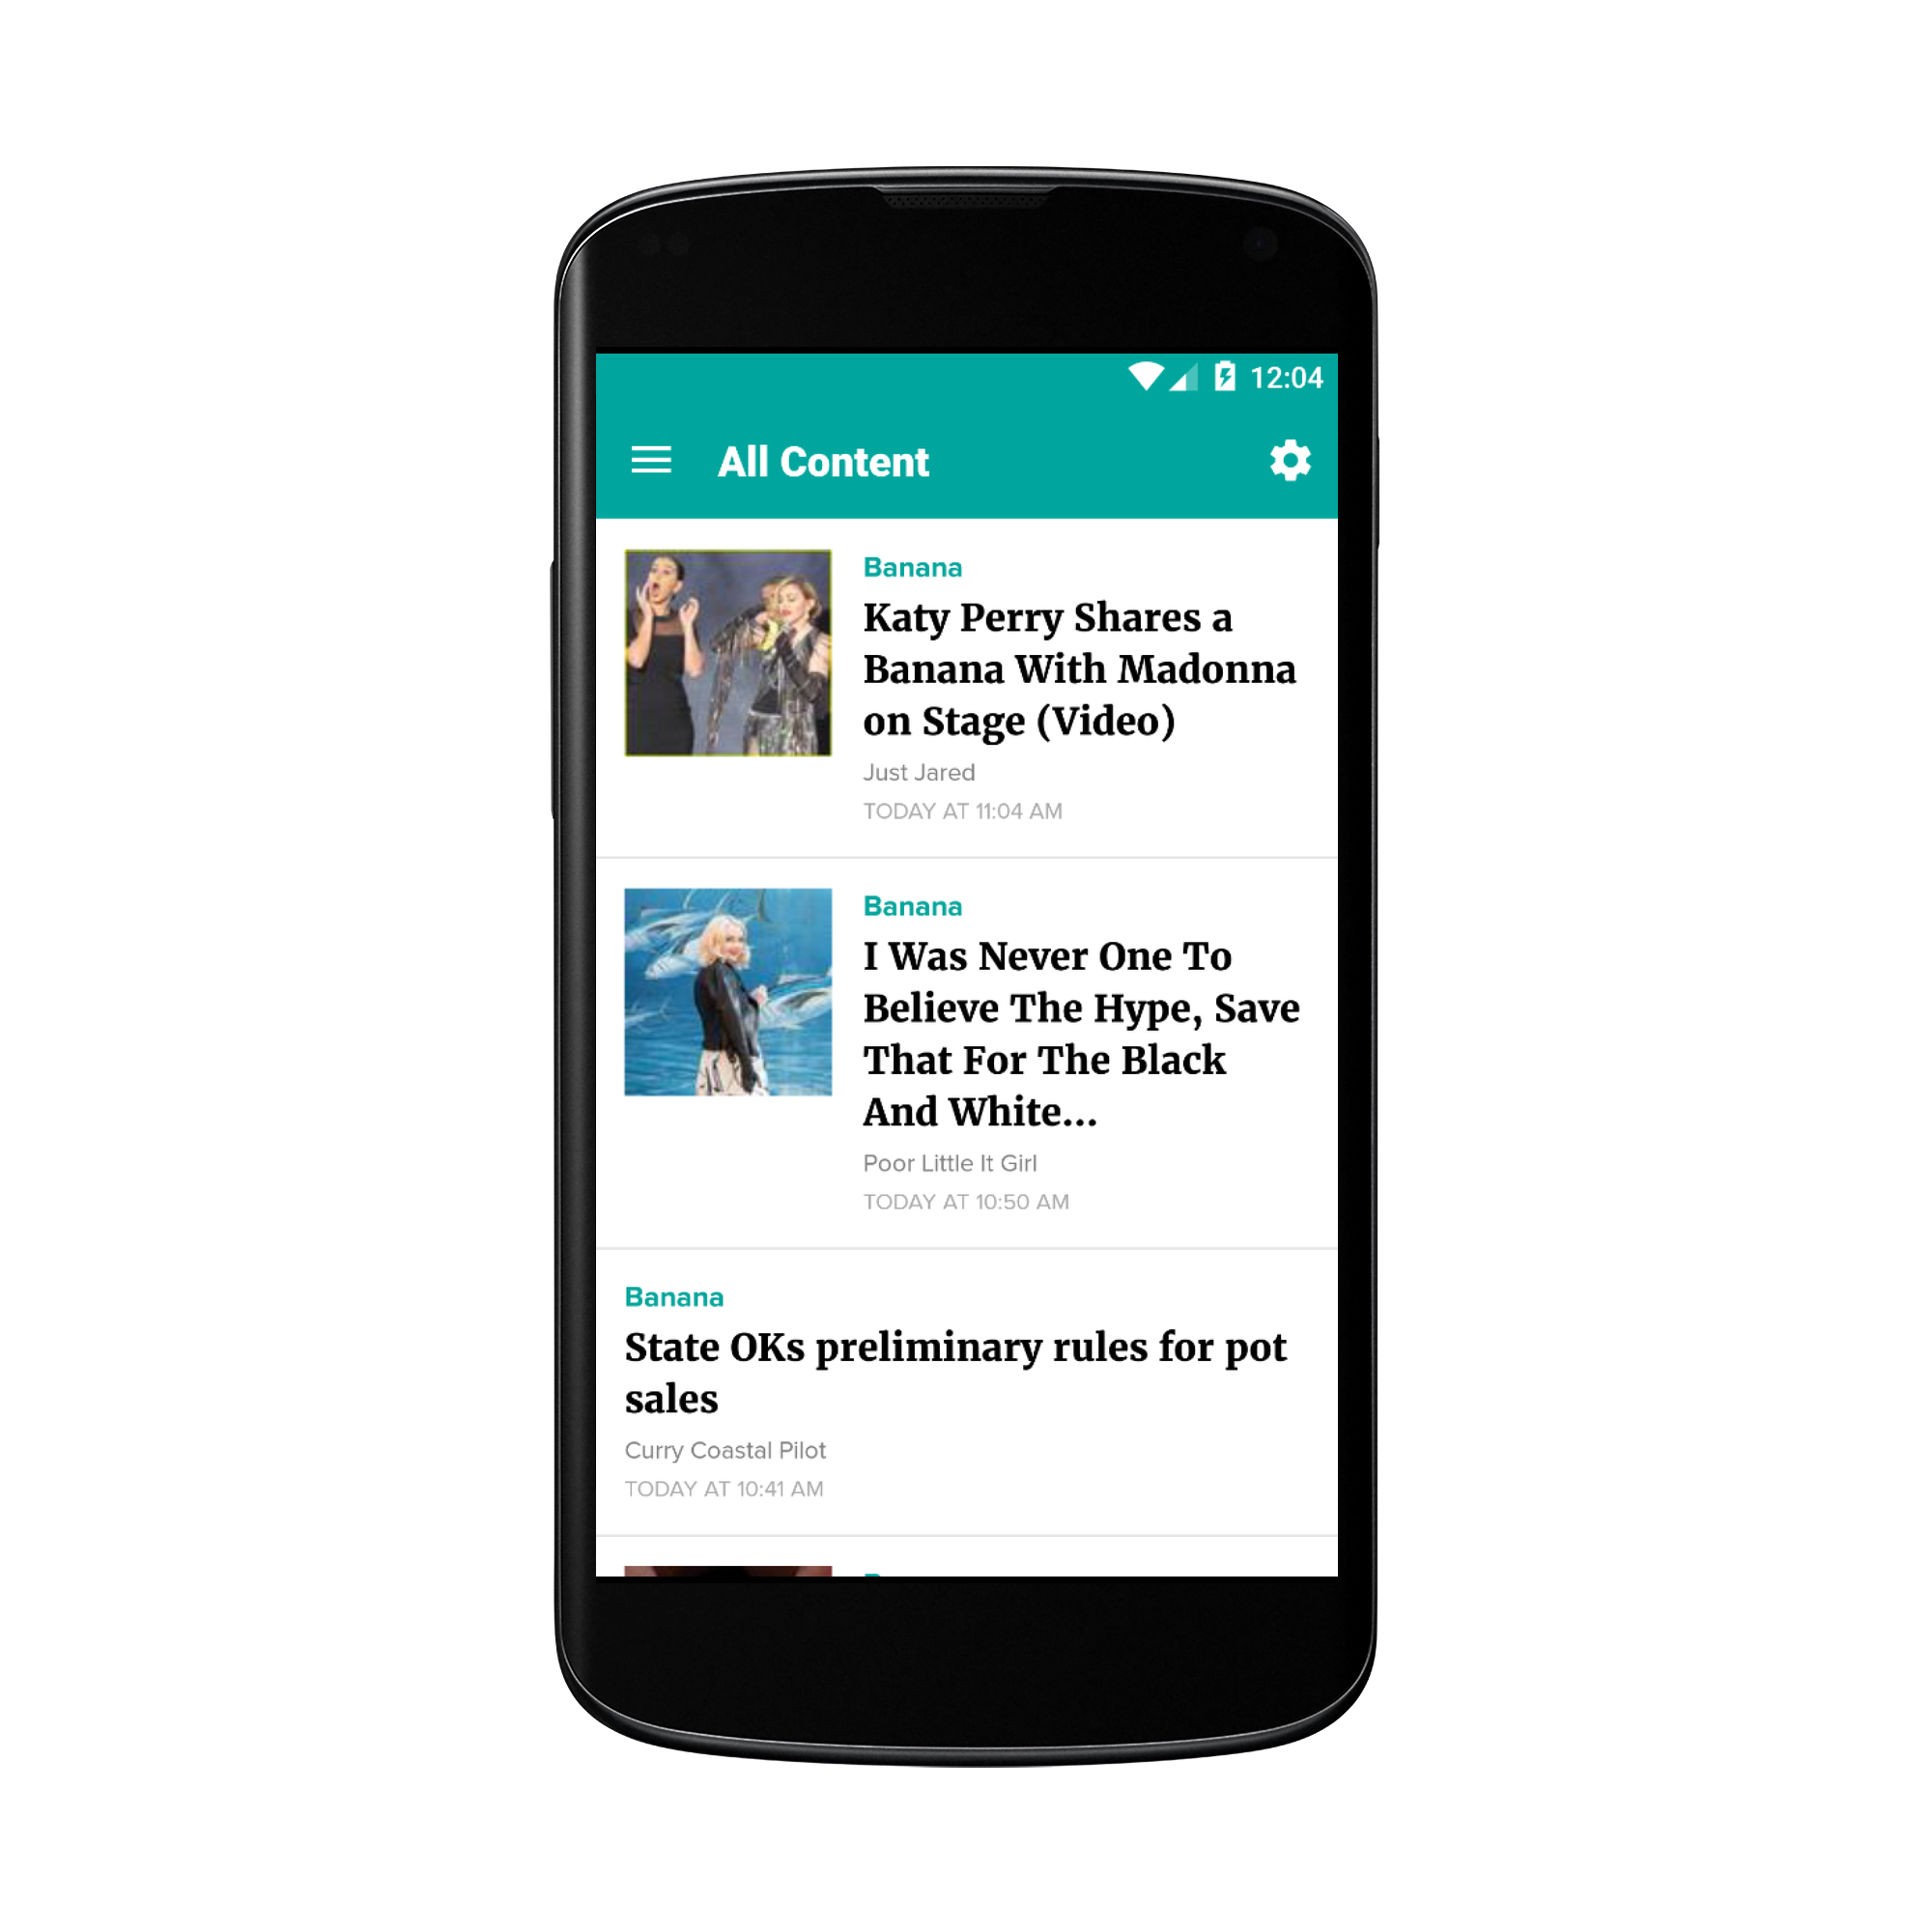 12:04
All Content
Banana
Katy Perry Shares a
Banana With Madonna
on Stage (Video)
Just Jared
TODAY AT 11:04 AM
Banana
I Was Never One To
Believe The Hype, Save
That For The Black
And White...
Poor Little It Girl
TODAY AT 10:50 AM
Banana
State OKs preliminary rules for pot
sales
Curry Coastal Pilot
TODAY AT 10:41 AM